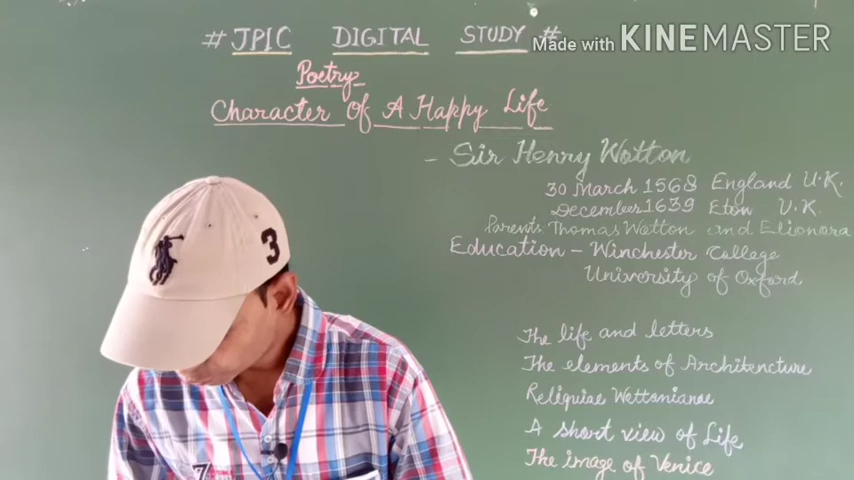 # JPIC DIGITAL STUDY #
Made with KINEMASTER
Poetry
Character Of A Happy Life
- Sir Henry Wotton
30 March 1568 England U.K.
December 1639 Eton U.K.
Parents Thomas Wotton and Elionora
Education - Winchester College
University of Oxford
The life and letters
The elements of Architencture
Reliquiae Wottonianae
A short view of Life
The image of Venice
3